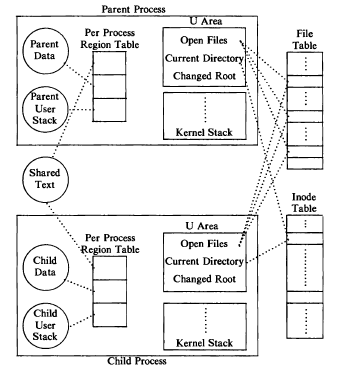 Parent Process
Per Process
Region Table
U Area
Open Files
Current Directory
Changed Root
Parent
Data
Parent
User
Stack
Kernel Stack
File
Table
Shared
Text
Inode
Table
Per Process
Region Table
U Area
Open Files
Current Directory
Changed Root
Child
Data
Child
User
Stack
Kernel Stack
Child Process